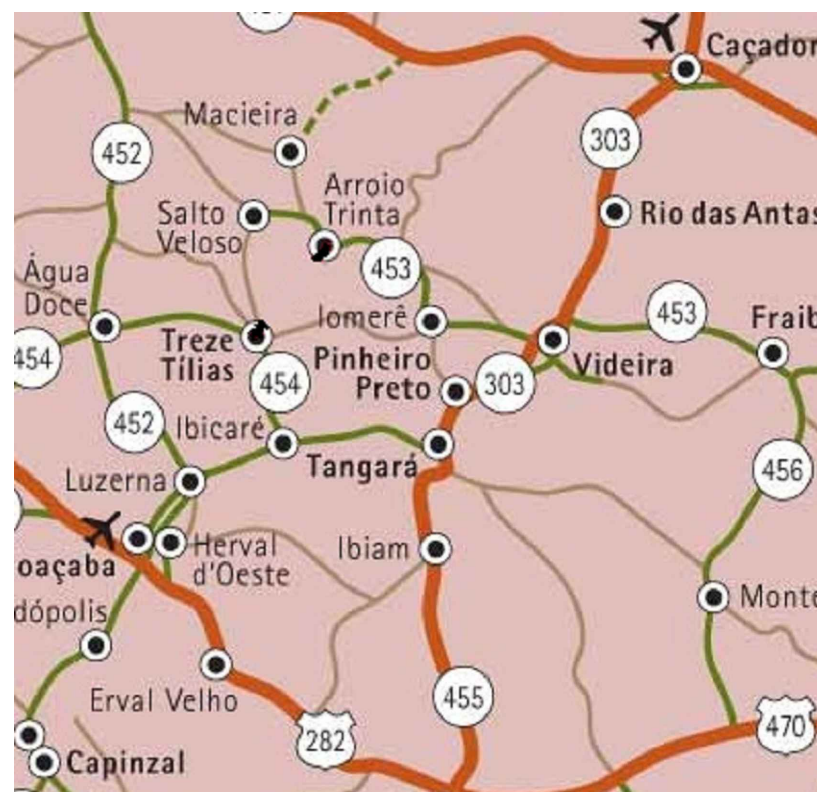 Caçador
Macieira
303
452
Arroio
Trinta
Salto
Veloso
Rio das Antas
453
Água
Doce
Iomerê
453
Fraib
Treze
Tílias
Pinheiro
Preto
Videira
454
454
303
452
Ibicaré
Tangará
456
Luzerna
oaçaba
Herval
d'Oeste
Ibiam
dópolis
Monte
Erval Velho
455
282
470
Capinzal